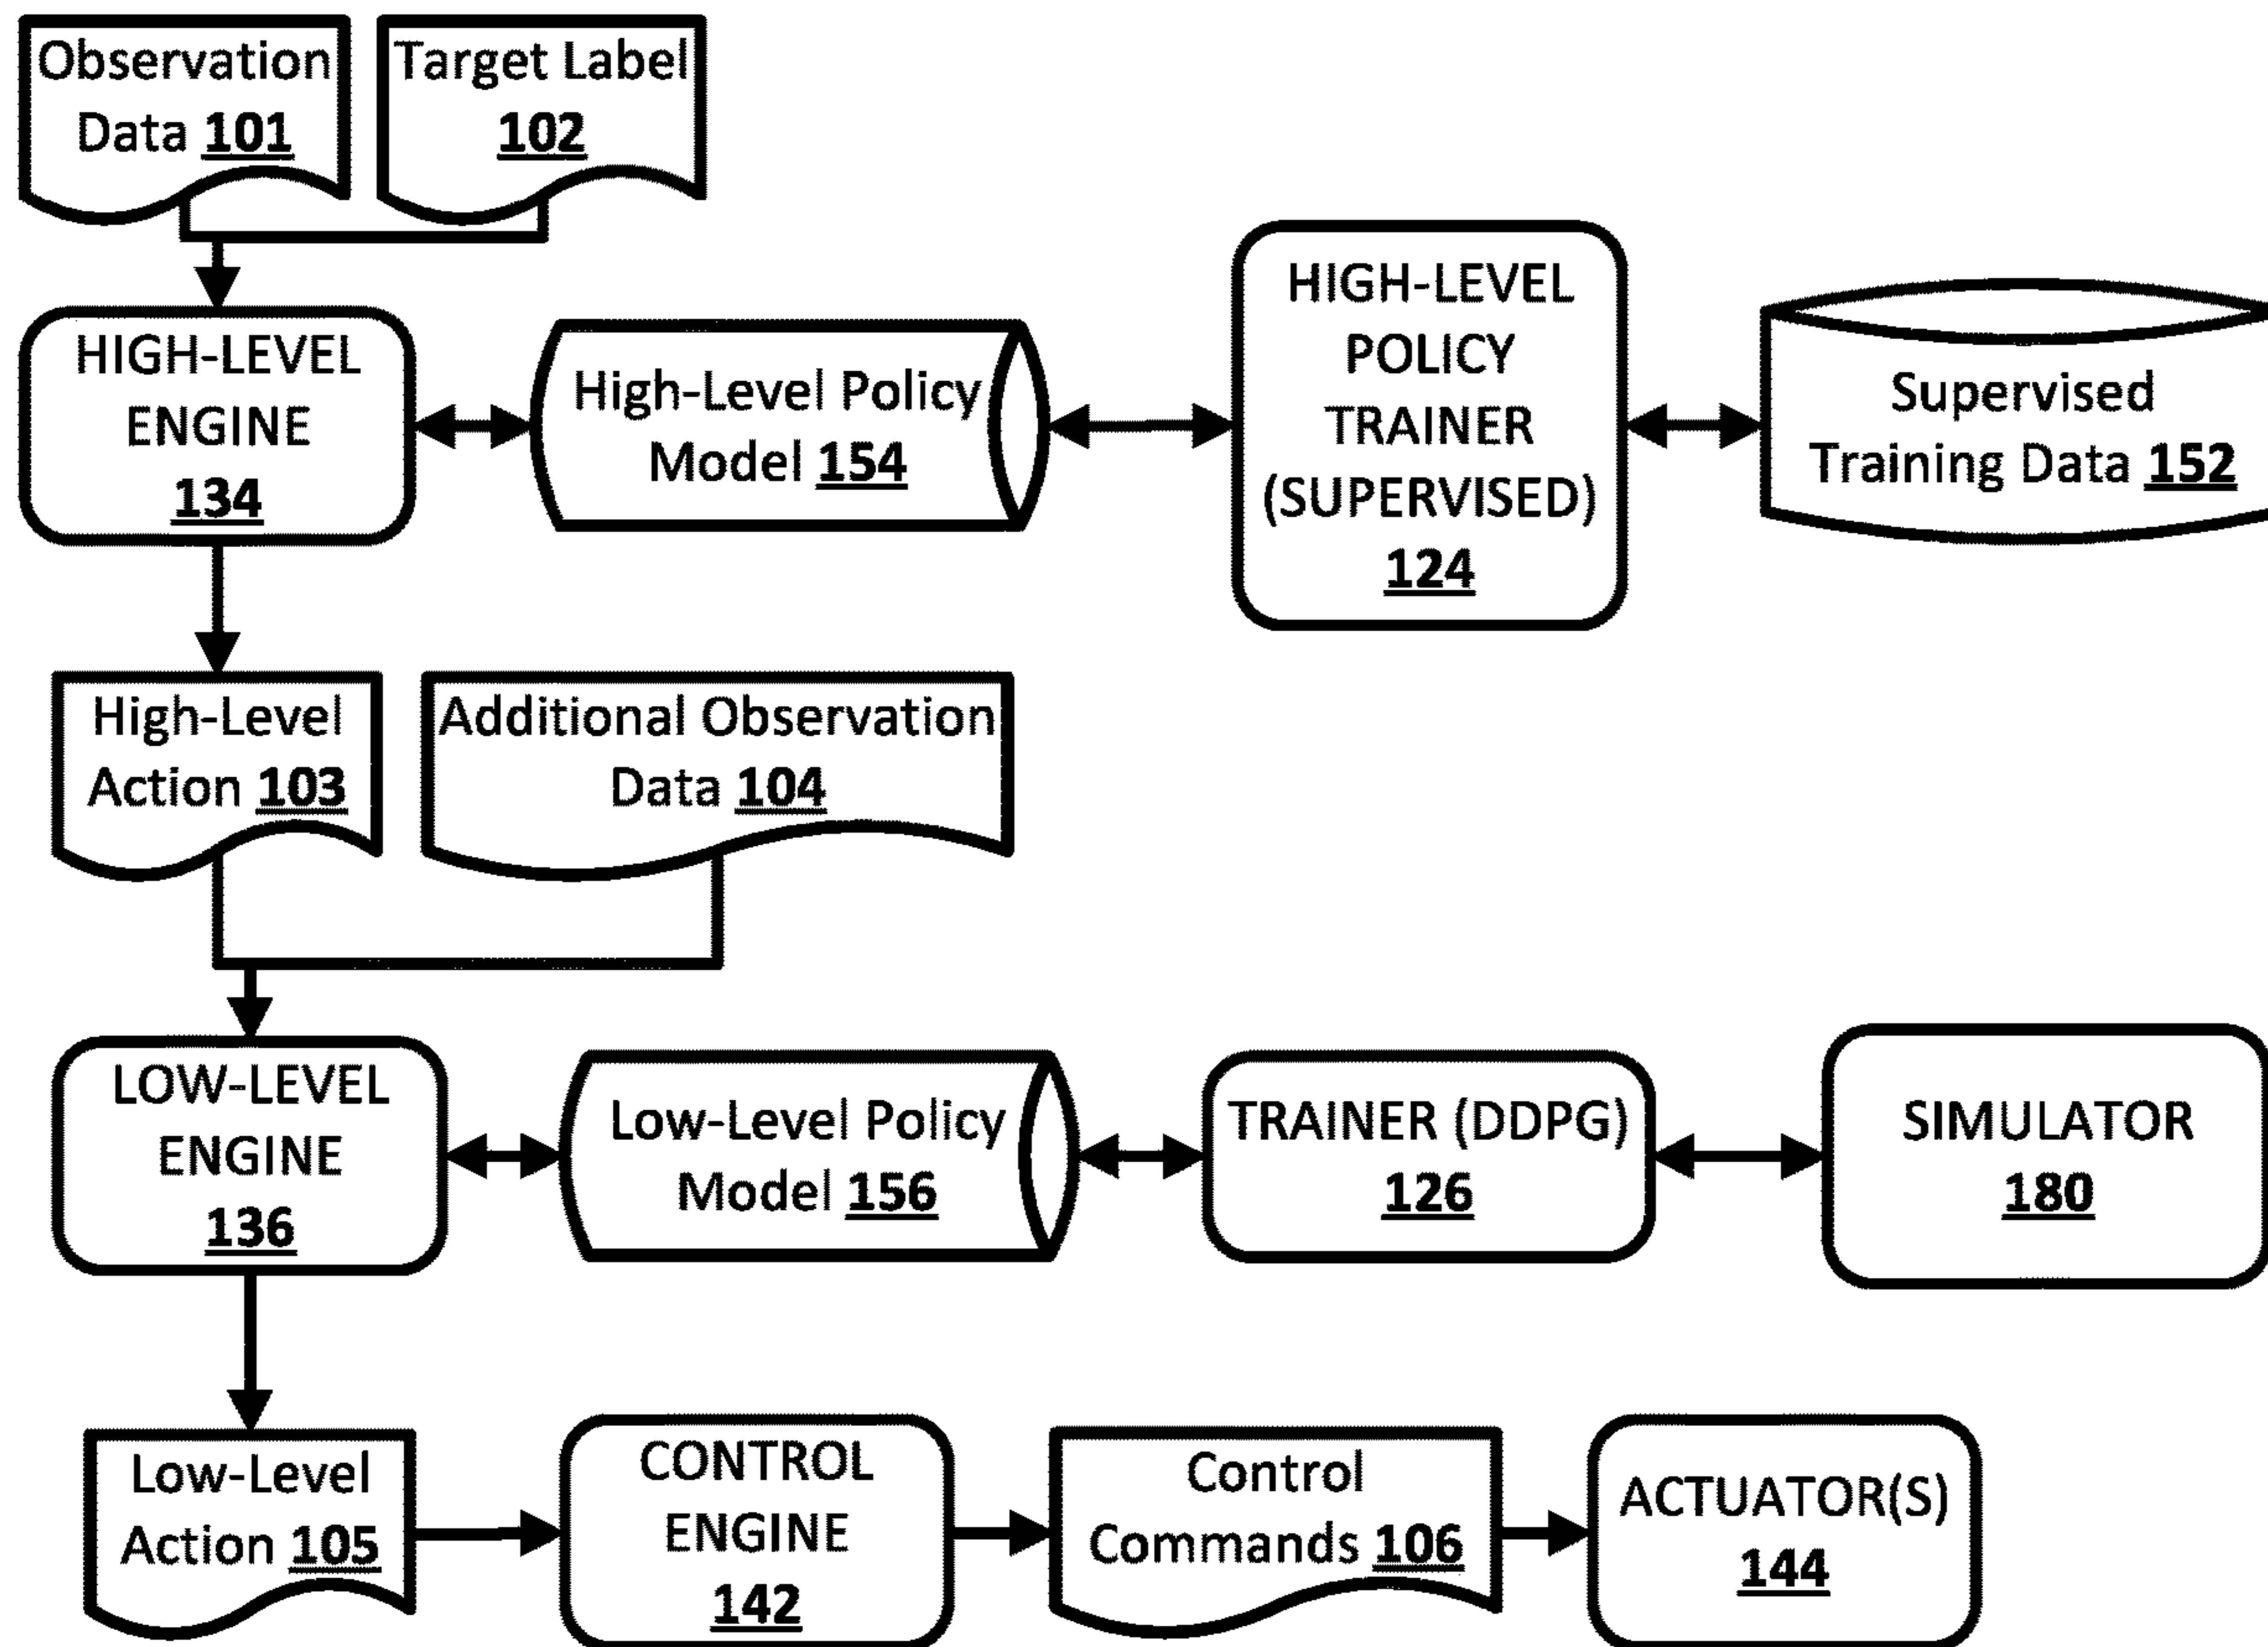 Observation
Data 101
Target Label
102
HIGH-LEVEL
ENGINE
134
High-Level Policy
Model 154
HIGH-LEVEL
POLICY
TRAINER
(SUPERVISED)
124
Supervised
Training Data 152
High-Level
Action 103
Additional Observation
Data 104
LOW-LEVEL
ENGINE
136
Low-Level Policy
Model 156
TRAINER (DDPG)
126
SIMULATOR
180
Low-Level
Action 105
CONTROL
ENGINE
142
Control
Commands 106
ACTUATOR(S)
144